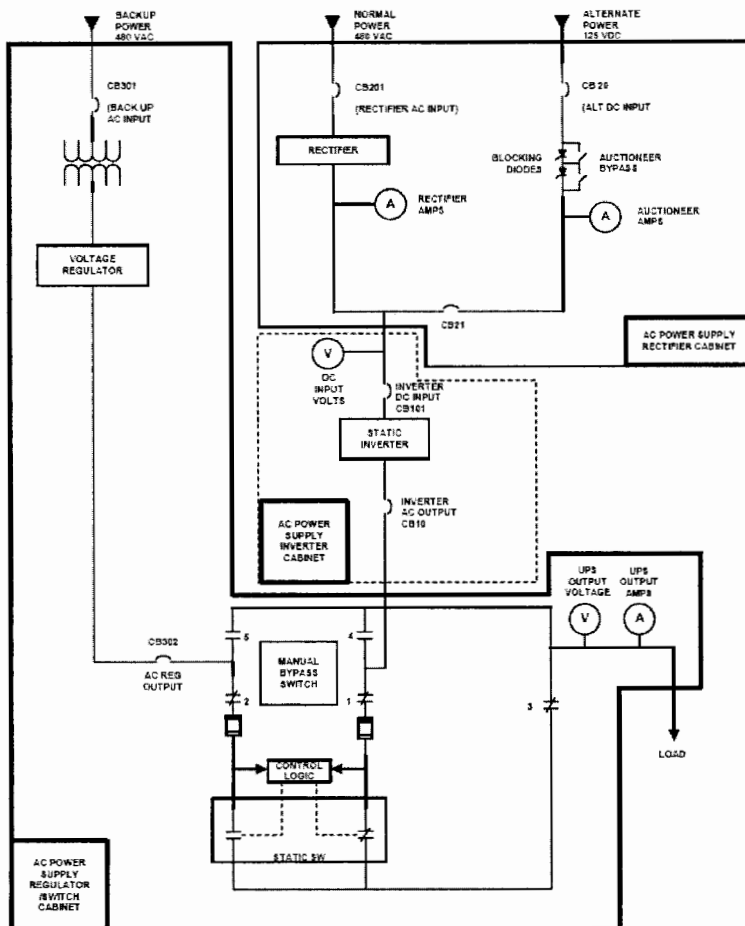 BACKUP
POWER
480 VAC
NORMAL
POWER
480 VAC
ALTERNATE
POWER
125 VDC
CB301
(BACK UP
AC INPUT
CB201
(RECTIFIER AC INPUT)
CB 20
(ALT DC INPUT
RECTIFIER
BLOCKING
DIODES
AUCTIONEER
BYPASS
A
RECTIFIER
AMPS
A
AUCTIONEER
AMPS
VOLTAGE
REGULATOR
CB21
AC POWER SUPPLY
RECTIFIER CABINET
V
DC
INPUT
VOLTS
INVERTER
DC INPUT
CB101
STATIC
INVERTER
INVERTER
AC OUTPUT
CB10
AC POWER
SUPPLY
INVERTER
CABINET
UPS
OUTPUT
VOLTAGE
UPS
OUTPUT
AMPS
V
A
CB302
AC REG
OUTPUT
5
4
MANUAL
BYPASS
SWITCH
2
1
3
CONTROL
LOGIC
LOAD
STATIC SW
AC POWER
SUPPLY
REGULATOR
/SWITCH
CABINET